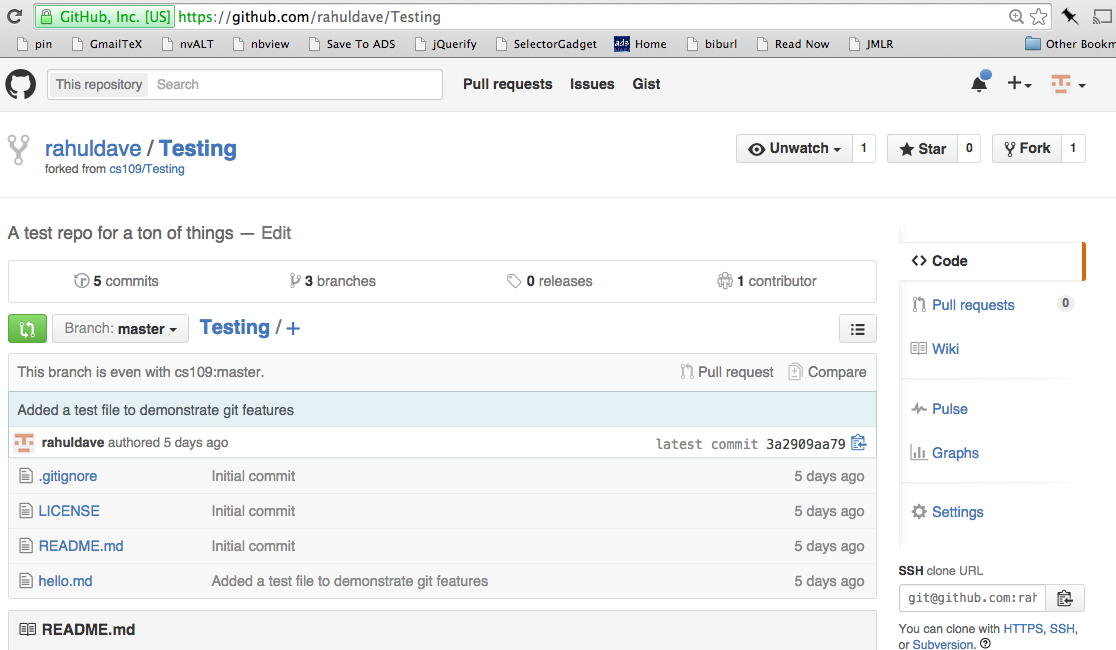 GitHub, Inc. [US] https://github.com/rahuldave/Testing
pin GmailTeX nvALT nbview Save To ADS jQuerify SelectorGadget ads Home biburl Read Now JMLR Other Bookm
This repository Search Pull requests Issues Gist
rahuldave / Testing Unwatch 1 Star 0 Fork 1
forked from cs109/Testing
A test repo for a ton of things — Edit
5 commits 3 branches 0 releases 1 contributor
Branch: master Testing / +
This branch is even with cs109:master. Pull request Compare
Added a test file to demonstrate git features
rahuldave authored 5 days ago latest commit 3a2909aa79
.gitignore Initial commit 5 days ago
LICENSE Initial commit 5 days ago
README.md Initial commit 5 days ago
hello.md Added a test file to demonstrate git features 5 days ago
README.md
Code
Pull requests 0
Wiki
Pulse
Graphs
Settings
SSH clone URL
git@github.com:rah
You can clone with HTTPS, SSH,
or Subversion. ?